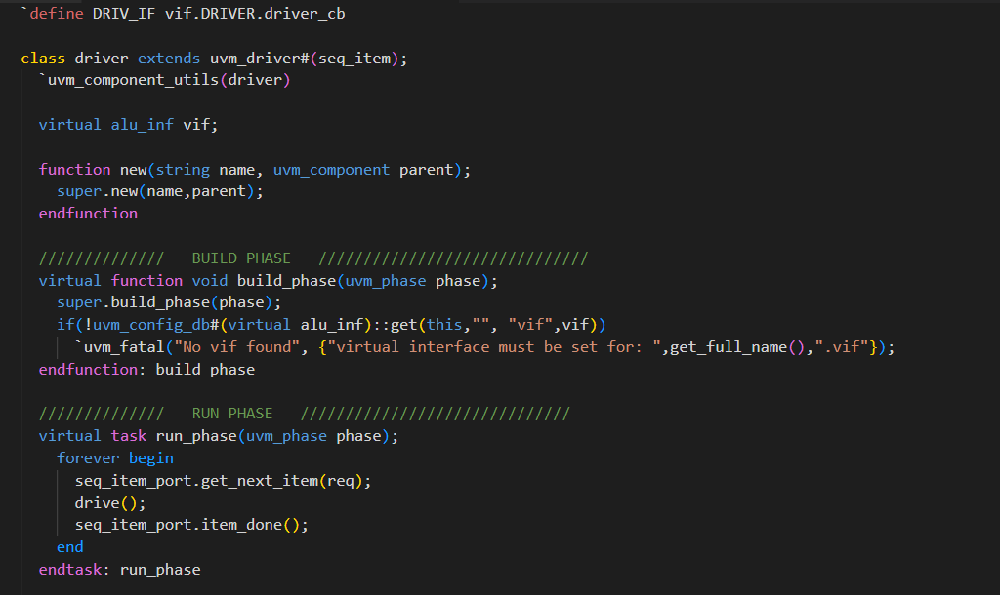 `define DRIV_IF vif.DRIVER.driver_cb
class driver extends uvm_driver#(seq_item);
`uvm_component_utils(driver)
virtual alu_inf vif;
function new(string name, uvm_component parent);
super.new(name,parent);
endfunction
//////////////   BUILD PHASE   //////////////////////////////
virtual function void build_phase(uvm_phase phase);
super.build_phase(phase);
if(!uvm_config_db#(virtual alu_inf)::get(this,"", "vif",vif))
`uvm_fatal("No vif found", {"virtual interface must be set for: ",get_full_name(),".vif"});
endfunction: build_phase
//////////////   RUN PHASE   //////////////////////////////
virtual task run_phase(uvm_phase phase);
forever begin
seq_item_port.get_next_item(req);
drive();
seq_item_port.item_done();
end
endtask: run_phase